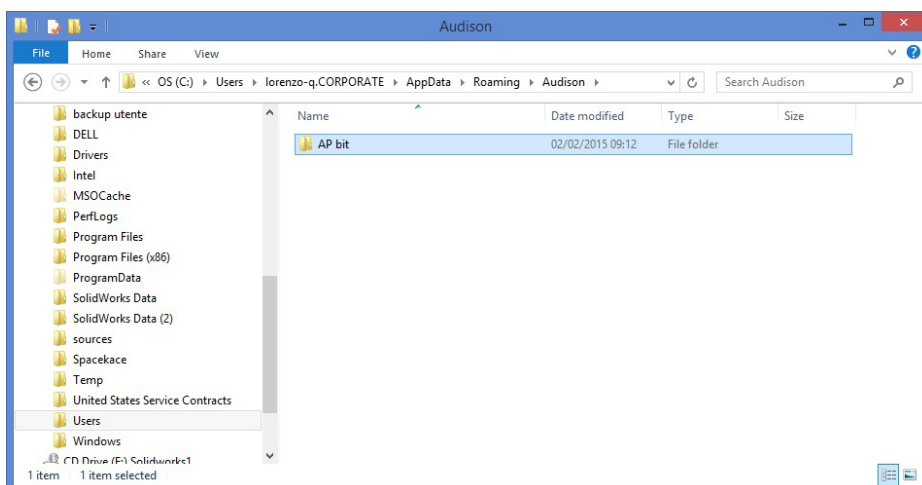 Audison
File Home Share View
« OS (C:) Users lorenzo-q.CORPORATE AppData Roaming Audison Search Audison
backup utente
DELL
Drivers
Intel
MSOCache
PerfLogs
Program Files
Program Files (x86)
ProgramData
SolidWorks Data
SolidWorks Data (2)
sources
Spacekace
Temp
United States Service Contracts
Users
Windows
CD Drive (F:) Solidworks1
Name Date modified Type Size
AP bit 02/02/2015 09:12 File folder
1 item 1 item selected